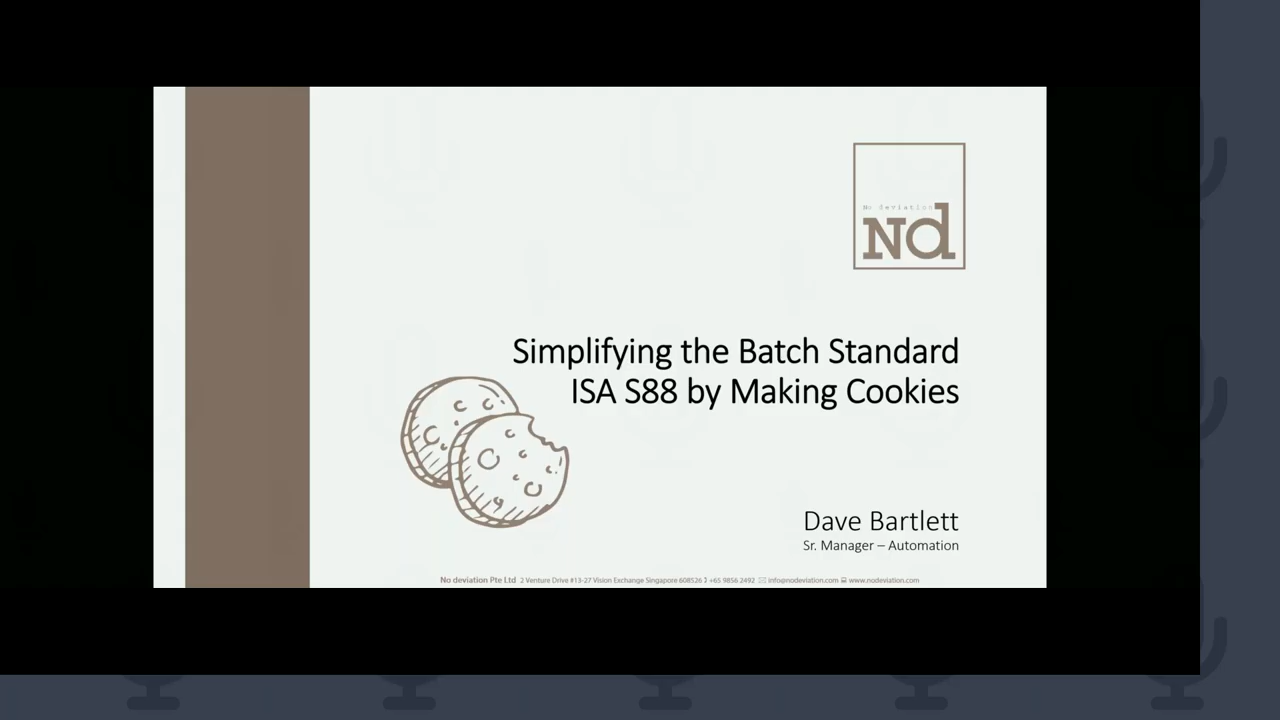 No deviation
Nd
Simplifying the Batch Standard
ISA S88 by Making Cookies
Dave Bartlett
Sr. Manager – Automation
No deviation Pte Ltd 2 Venture Drive #13-27 Vision Exchange Singapore 608526 +65 9856 2492 info@nodeviation.com www.nodeviation.com